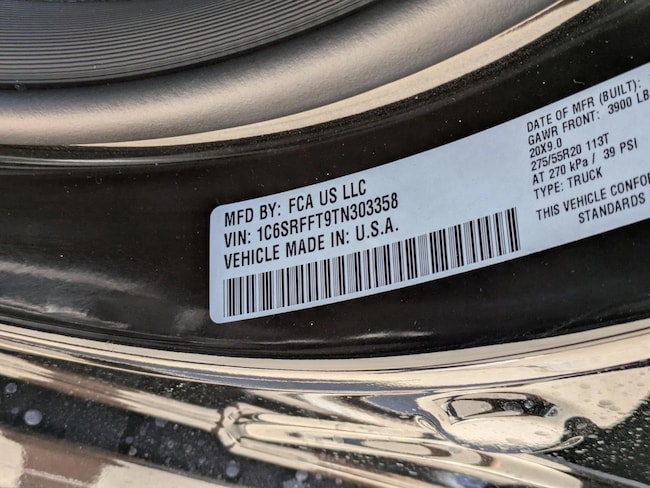 MFD BY: FCA US LLC
VIN: 1C6SRFFT9TN303358
VEHICLE MADE IN: U.S.A.
DATE OF MFR (BUILT):
GAWR FRONT: 3900 LB
20X9.0
275/55R20 113T
AT 270 kPa / 39 PSI
TYPE: TRUCK
THIS VEHICLE CONFO
STANDARDS